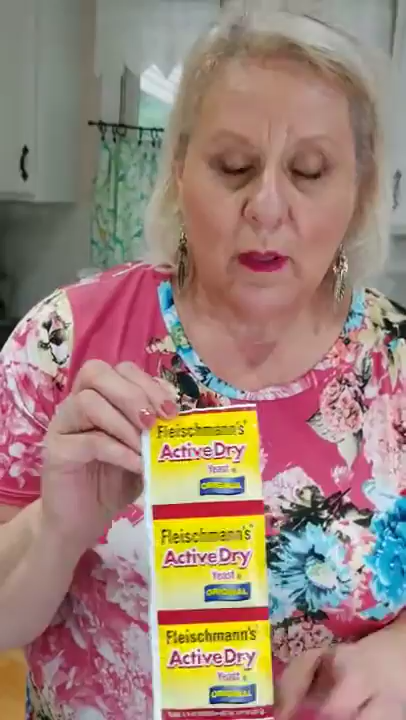 Fleischmann's
ActiveDry
Yeast
ORIGINAL
Fleischmann's
ActiveDry
Yeast
ORIGINAL
Fleischmann's
ActiveDry
Yeast
ORIGINAL